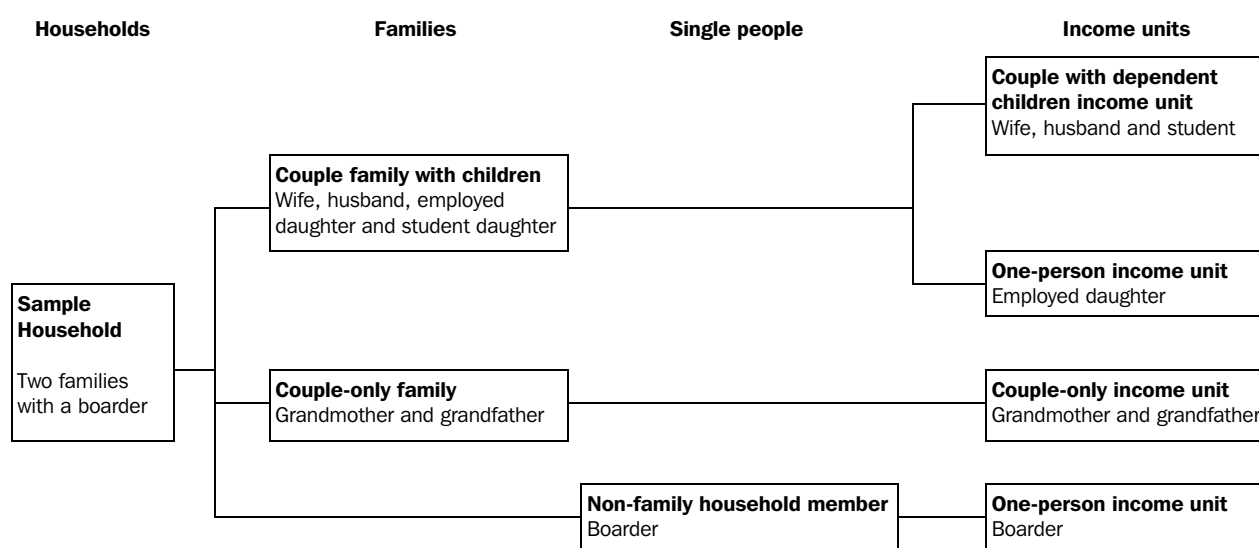 Households
Families
Single people
Income units
Couple with dependent
children income unit
Wife, husband and student
Couple family with children
Wife, husband, employed
daughter and student daughter
One-person income unit
Employed daughter
Sample
Household
Two families
with a boarder
Couple-only family
Grandmother and grandfather
Couple-only income unit
Grandmother and grandfather
Non-family household member
Boarder
One-person income unit
Boarder